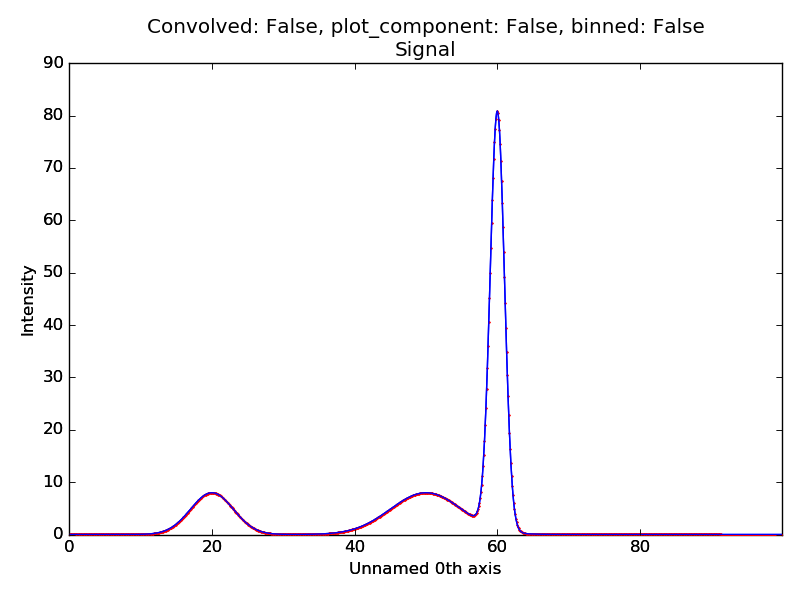 Convolved: False, plot_component: False, binned: False
Signal
90
80
70
60
50
40
30
20
10
0
0 20 40 60 80
Intensity
Unnamed 0th axis